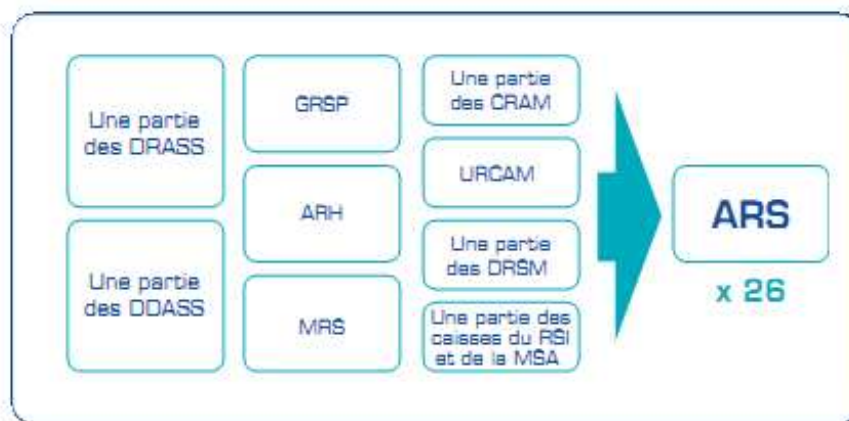 Une partie
des DRASS
Une partie
des DDASS
GRSP
ARH
MRS
Une partie
des CRAM
URCAM
Une partie
des DRSM
Une partie des
caisses du RSI
et de la MSA
ARS
x 26